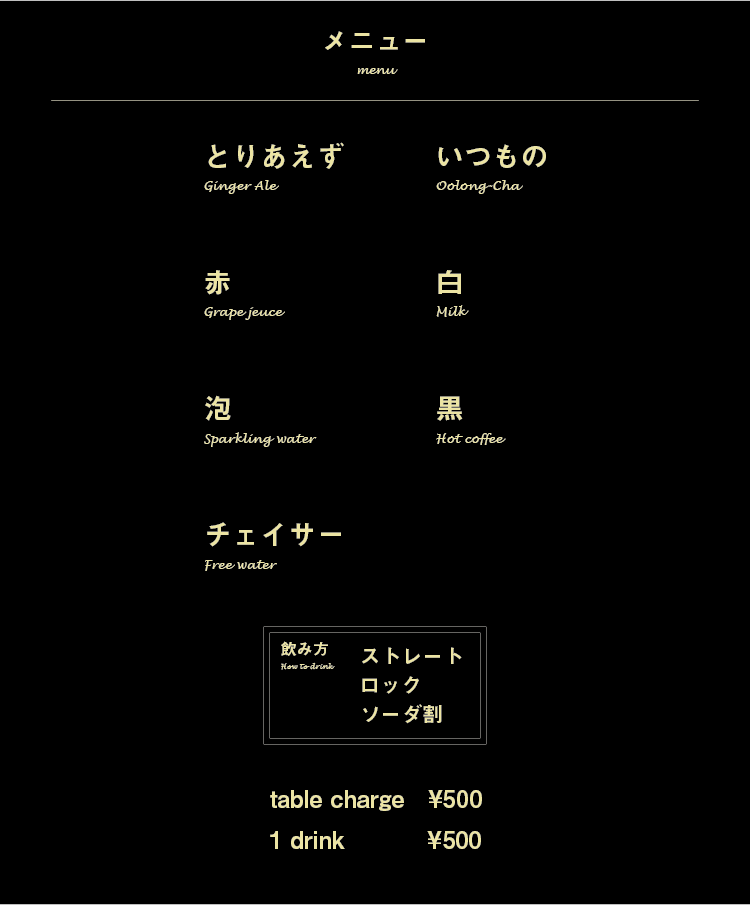 メニュー
menu
とりあえず
Ginger Ale
いつもの
Oolong-Cha
赤
Grape jeuce
白
Milk
泡
Sparkling water
黒
Hot coffee
チェイサー
Free water
飲み方
How to drink
ストレート
ロック
ソーダ割
table charge ¥500
1 drink ¥500